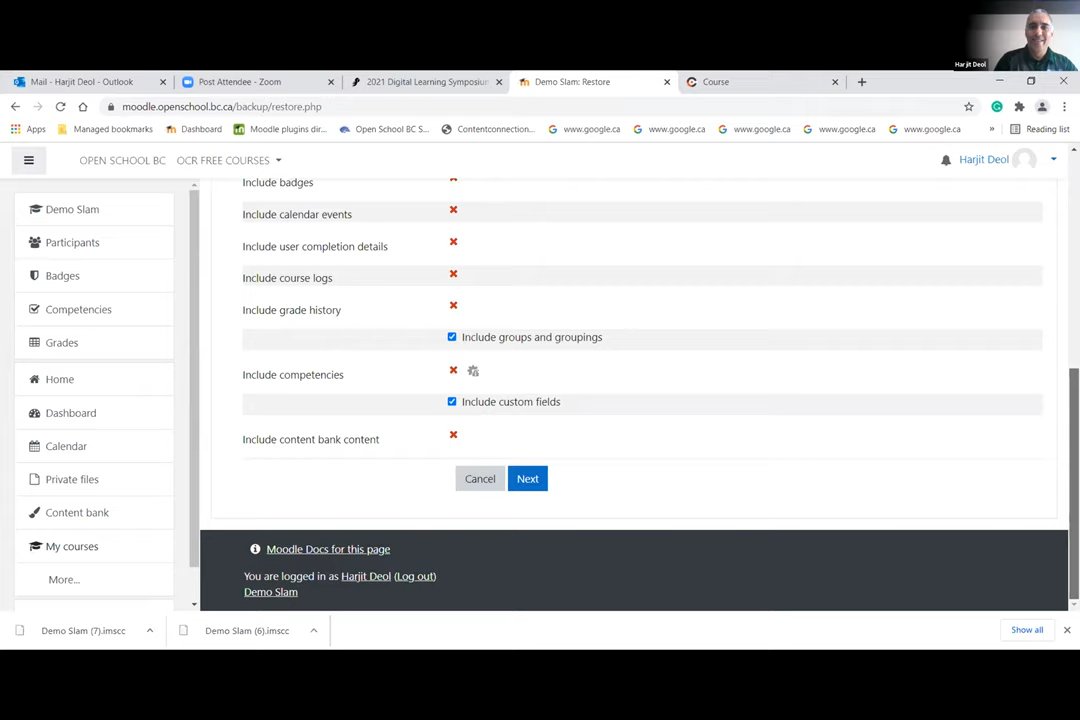 Harjit Deol
Mail - Harjit Deol - Outlook
Post Attendee - Zoom
2021 Digital Learning Symposium
Demo Slam: Restore
Course
moodle.openschool.bc.ca/backup/restore.php
Apps
Managed bookmarks
Dashboard
Moodle plugins dir...
Open School BC S...
Contentconnection...
www.google.ca
www.google.ca
www.google.ca
www.google.ca
www.google.ca
»
Reading list
OPEN SCHOOL BC
OCR FREE COURSES
Harjit Deol
Demo Slam
Participants
Badges
Competencies
Grades
Home
Dashboard
Calendar
Private files
Content bank
My courses
More...
Include badges
Include calendar events
Include user completion details
Include course logs
Include grade history
Include groups and groupings
Include competencies
Include custom fields
Include content bank content
Cancel
Next
Moodle Docs for this page
You are logged in as Harjit Deol (Log out)
Demo Slam
Demo Slam (7).imscc
Demo Slam (6).imscc
Show all